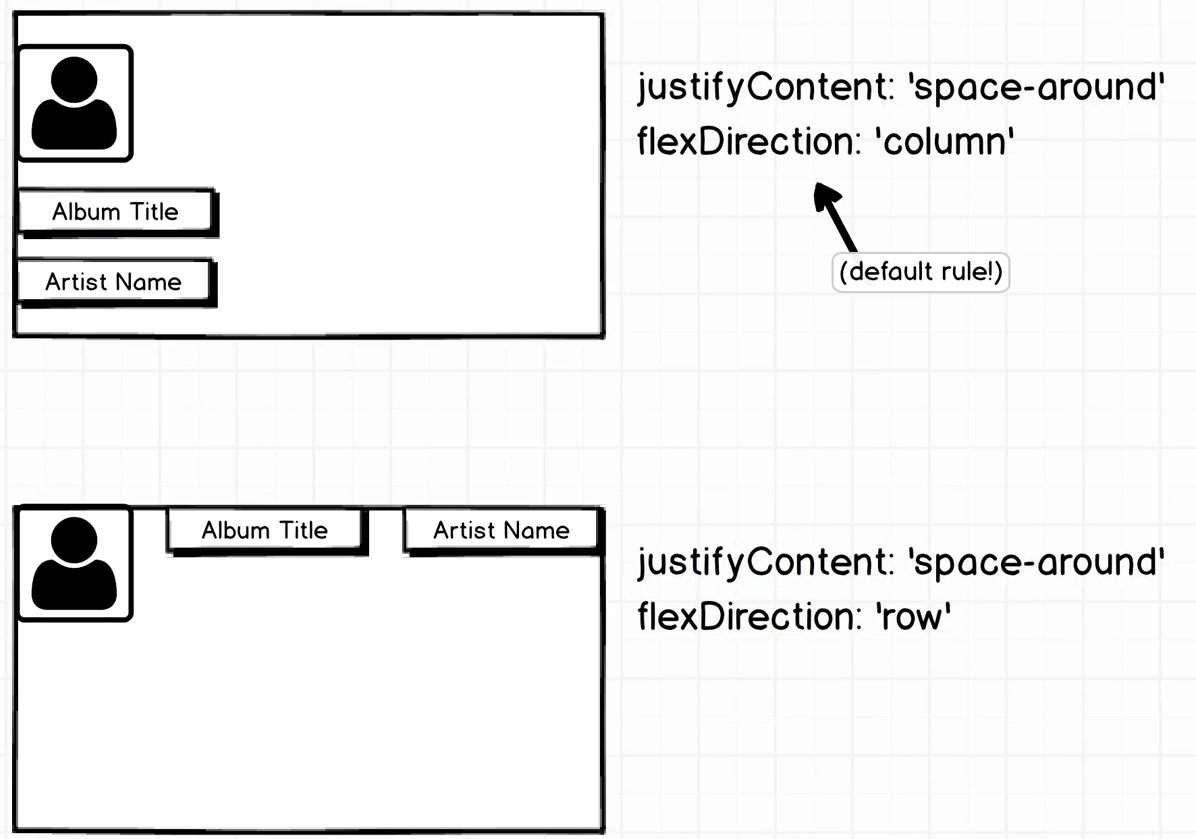 justifyContent: 'space-around'
flexDirection: 'column'
Album Title
(default rule!)
Artist Name
Album Title
Artist Name
justifyContent: 'space-around'
flexDirection: 'row'